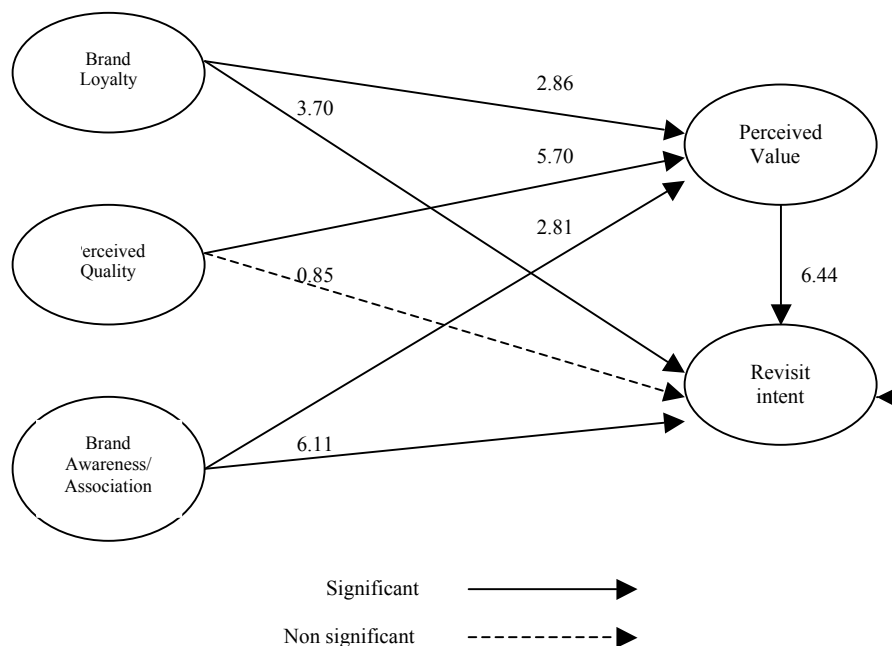 Brand
Loyalty
2.86
3.70
Perceived
Value
5.70
2.81
erceived
Quality
0.85
6.44
Revisit
intent
Brand
Awareness/
Association
6.11
Significant
Non significant